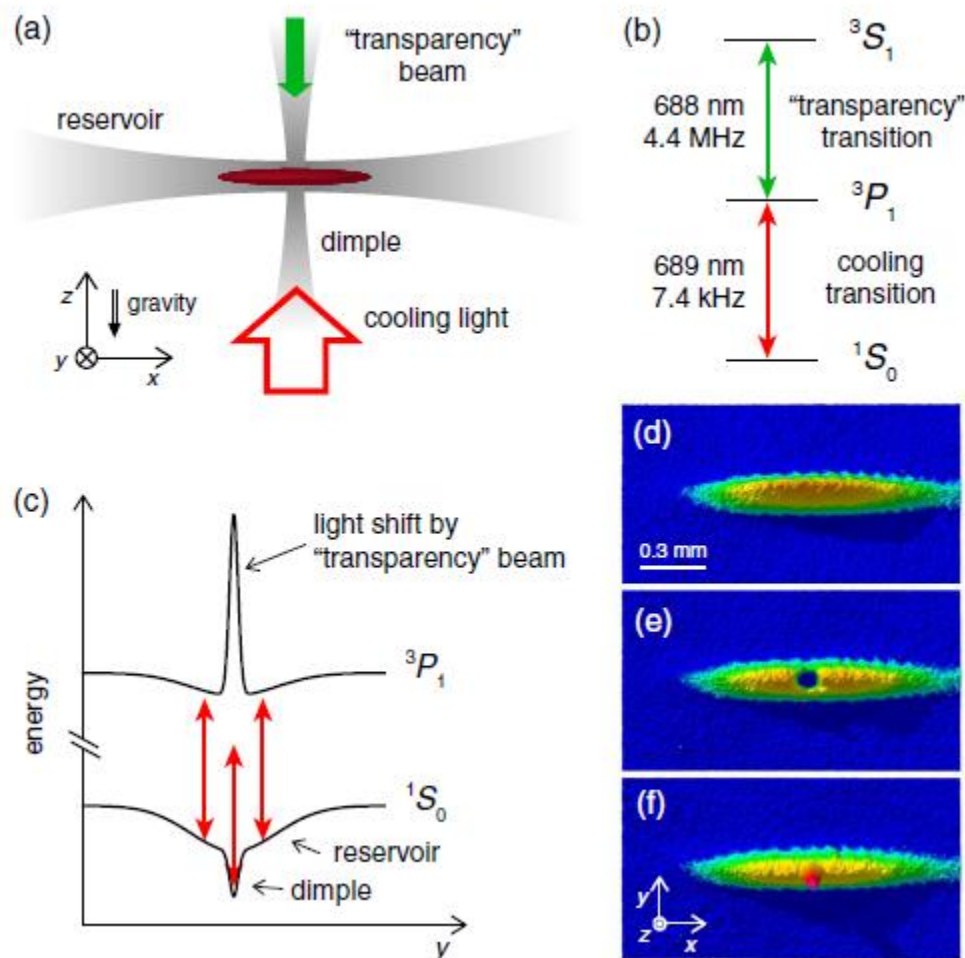 (a)
"transparency"
beam
reservoir
dimple
z
gravity
y
x
cooling light
(b)
³S₁
688 nm
4.4 MHz
"transparency"
transition
³P₁
689 nm
7.4 kHz
cooling
transition
¹S₀
(c)
light shift by
"transparency" beam
³P₁
energy
¹S₀
reservoir
dimple
y
(d)
0.3 mm
(e)
(f)
y
z
x